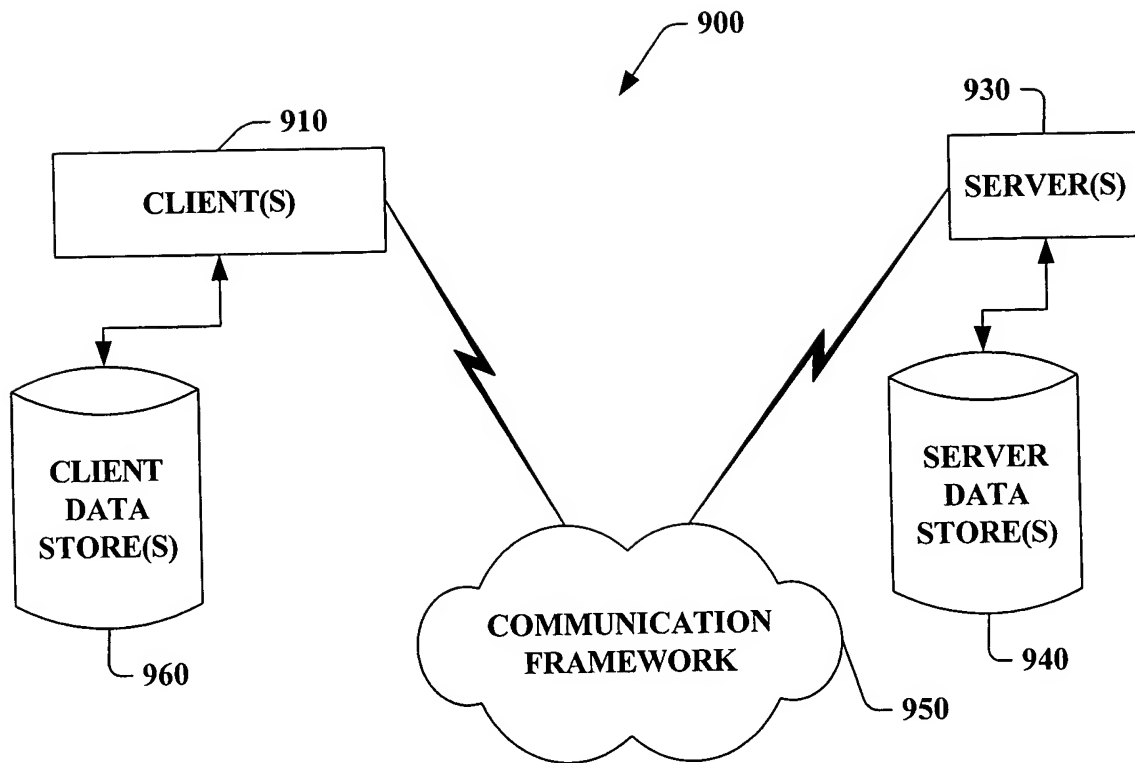 900
910
930
CLIENT(S)
SERVER(S)
CLIENT
DATA
STORE(S)
SERVER
DATA
STORE(S)
COMMUNICATION
FRAMEWORK
960
940
950